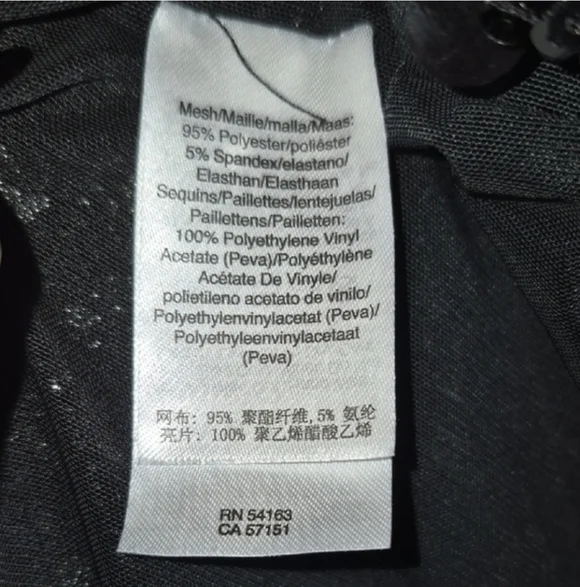 Mesh/Maille/malla/Maas:
95% Polyester/poliéster
5% Spandex/elastano/
Elasthan/Elasthaan
Sequins/Paillettes/lentejuelas/
Paillettens/Pailletten:
100% Polyethylene Vinyl
Acetate (Peva)/Polyéthylène
Acétate De Vinyle/
polietileno acetato de vinilo/
Polyethylenvinylacetat (Peva)/
Polyethyleenvinylacetaat
(Peva)
网布: 95% 聚酯纤维, 5% 氨纶
亮片: 100% 聚乙烯醋酸乙烯
RN 54163
CA 57151